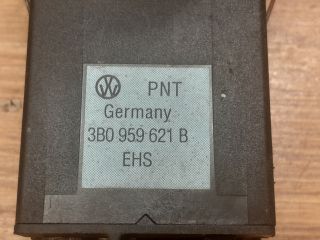 PNT
Germany
3B0 959 621 B
EHS